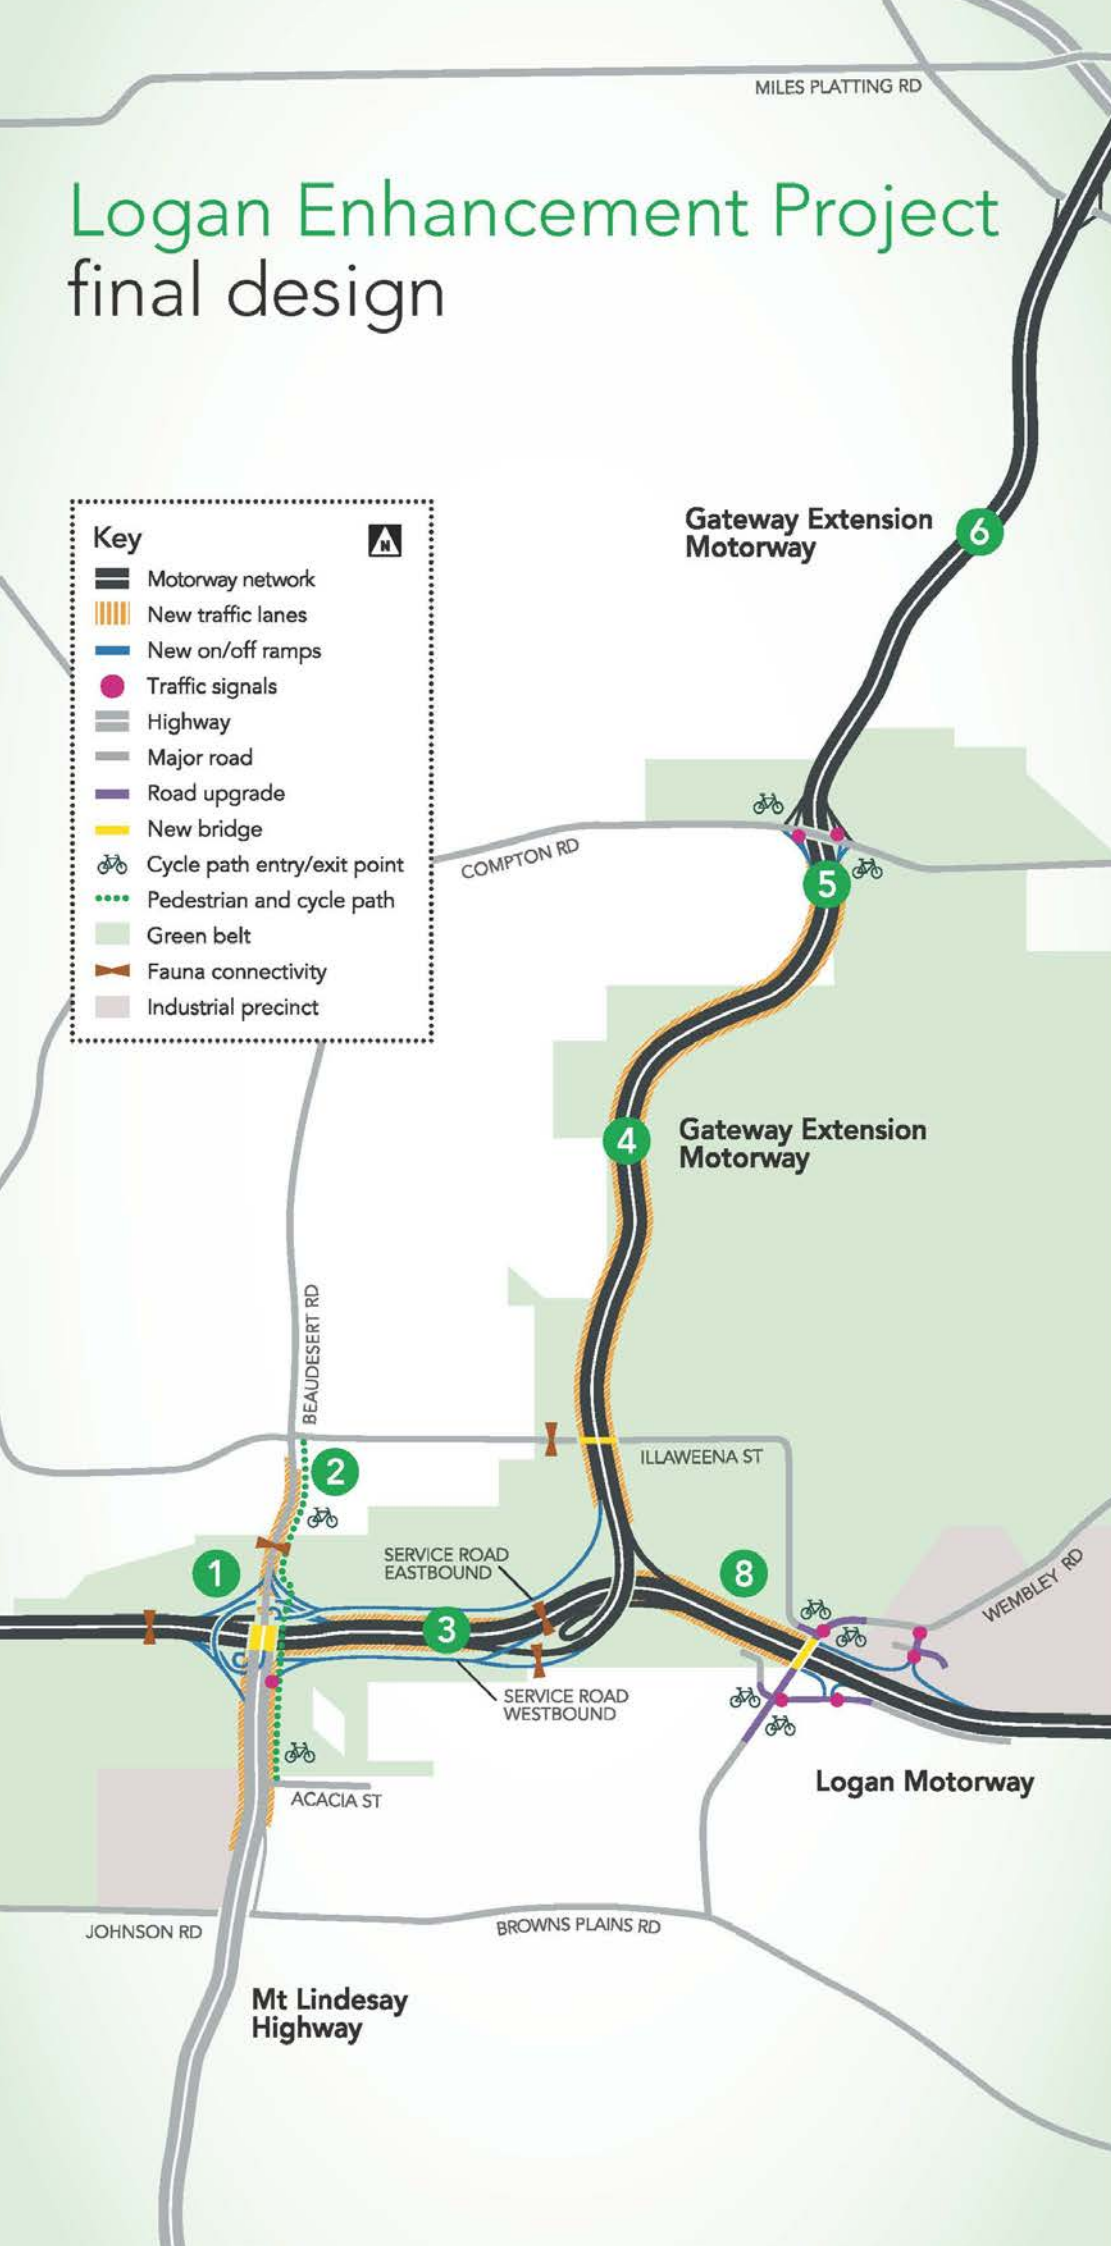 MILES PLATTING RD
Logan Enhancement Project
final design
Gateway Extension
Motorway
6
Key
N
Motorway network
New traffic lanes
New on/off ramps
Traffic signals
Highway
Major road
Road upgrade
New bridge
Cycle path entry/exit point
Pedestrian and cycle path
Green belt
Fauna connectivity
Industrial precinct
COMPTON RD
5
4
Gateway Extension
Motorway
BEAUDESERT RD
ILLAWEENA ST
2
1
SERVICE ROAD
EASTBOUND
8
WEMBLEY RD
3
SERVICE ROAD
WESTBOUND
Logan Motorway
ACACIA ST
JOHNSON RD
BROWNS PLAINS RD
Mt Lindesay
Highway